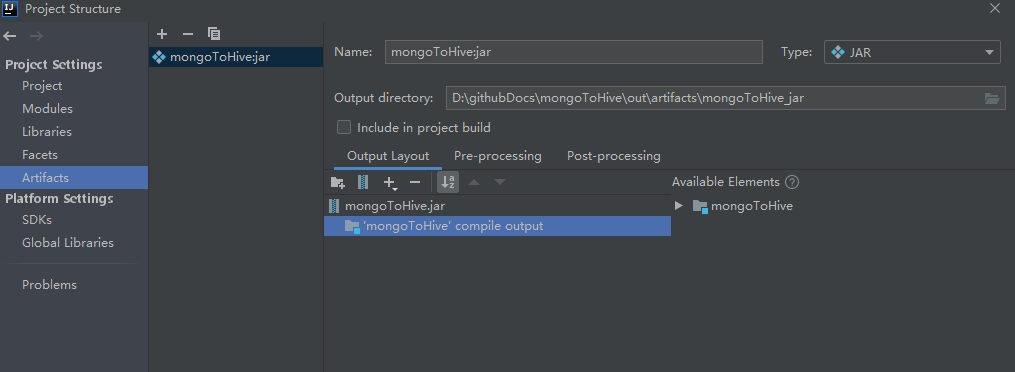 Project Structure
Project Settings
Project
Modules
Libraries
Facets
Artifacts
Platform Settings
SDKs
Global Libraries
Problems
mongoToHive:jar
Name: mongoToHive:jar Type: JAR
Output directory: D:\githubDocs\mongoToHive\out\artifacts\mongoToHive_jar
Include in project build
Output Layout Pre-processing Post-processing
Available Elements ?
mongoToHive.jar
'mongoToHive' compile output
mongoToHive